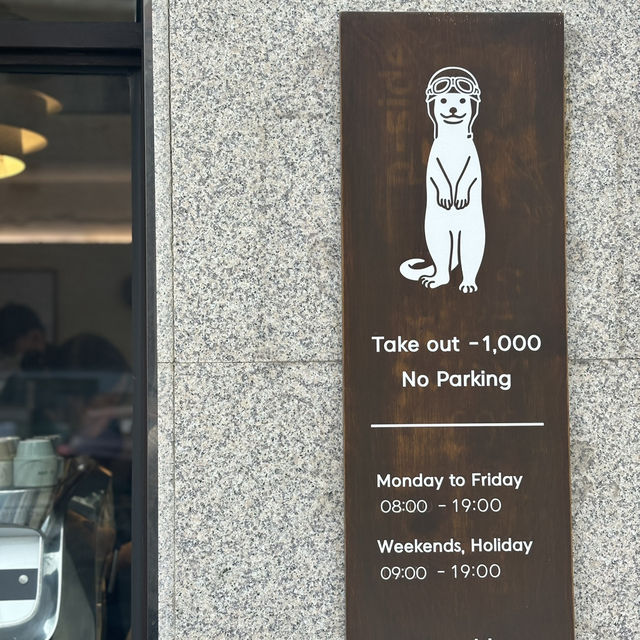 Take out -1,000
No Parking
Monday to Friday
08:00 - 19:00
Weekends, Holiday
09:00 - 19:00